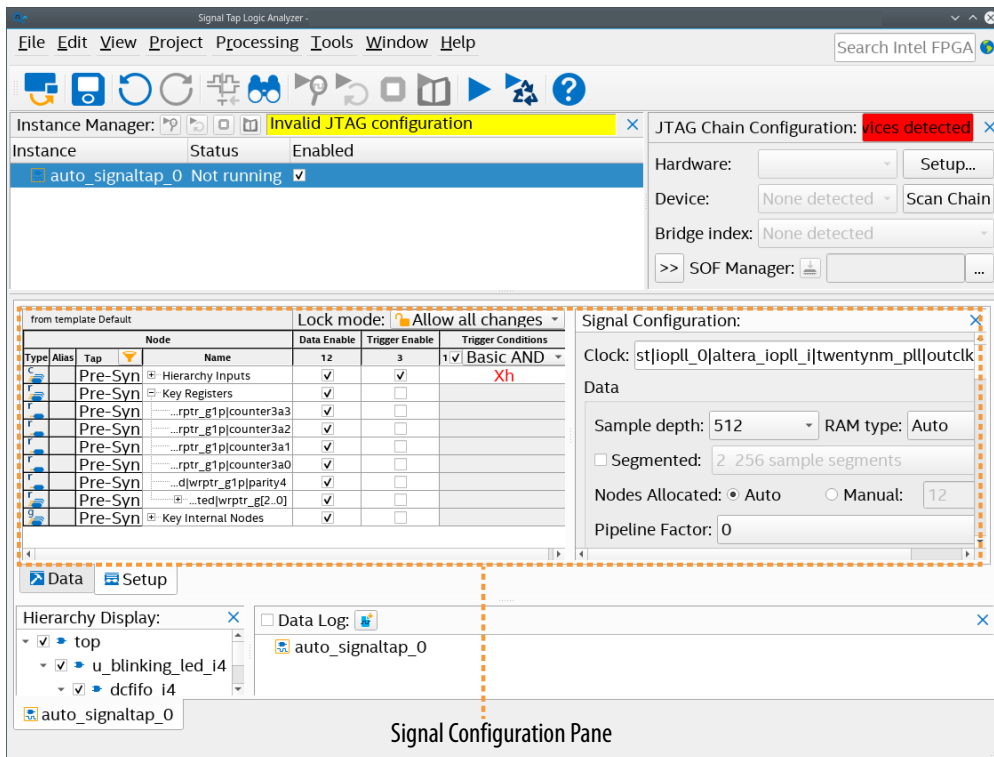 Signal Tap Logic Analyzer -
File Edit View Project Processing Tools Window Help
Search Intel FPGA
Instance Manager: Invalid JTAG configuration
Instance Status Enabled
auto_signaltap_0 Not running
JTAG Chain Configuration: vices detected
Hardware: Setup...
Device: None detected Scan Chain
Bridge index: None detected
>> SOF Manager: ...
from template Default Lock mode: Allow all changes
Node Data Enable Trigger Enable Trigger Conditions
Type Alias Tap Name 12 3 1 Basic AND
C Pre-Syn Hierarchy Inputs Xh
r Pre-Syn Key Registers
r Pre-Syn ...rptr_g1p|counter3a3
r Pre-Syn ...rptr_g1p|counter3a2
r Pre-Syn ...rptr_g1p|counter3a1
r Pre-Syn ...rptr_g1p|counter3a0
r Pre-Syn ...d|wrptr_g1p|parity4
r Pre-Syn ...ted|wrptr_g[2..0]
g Pre-Syn Key Internal Nodes
Signal Configuration:
Clock: st|iopll_0|altera_iopll_i|twentynm_pll|outclk
Data
Sample depth: 512 RAM type: Auto
Segmented: 2 256 sample segments
Nodes Allocated: Auto Manual: 12
Pipeline Factor: 0
Data Setup
Hierarchy Display:
top
u_blinking_led_i4
dcfifo_i4
Data Log:
auto_signaltap_0
auto_signaltap_0
Signal Configuration Pane